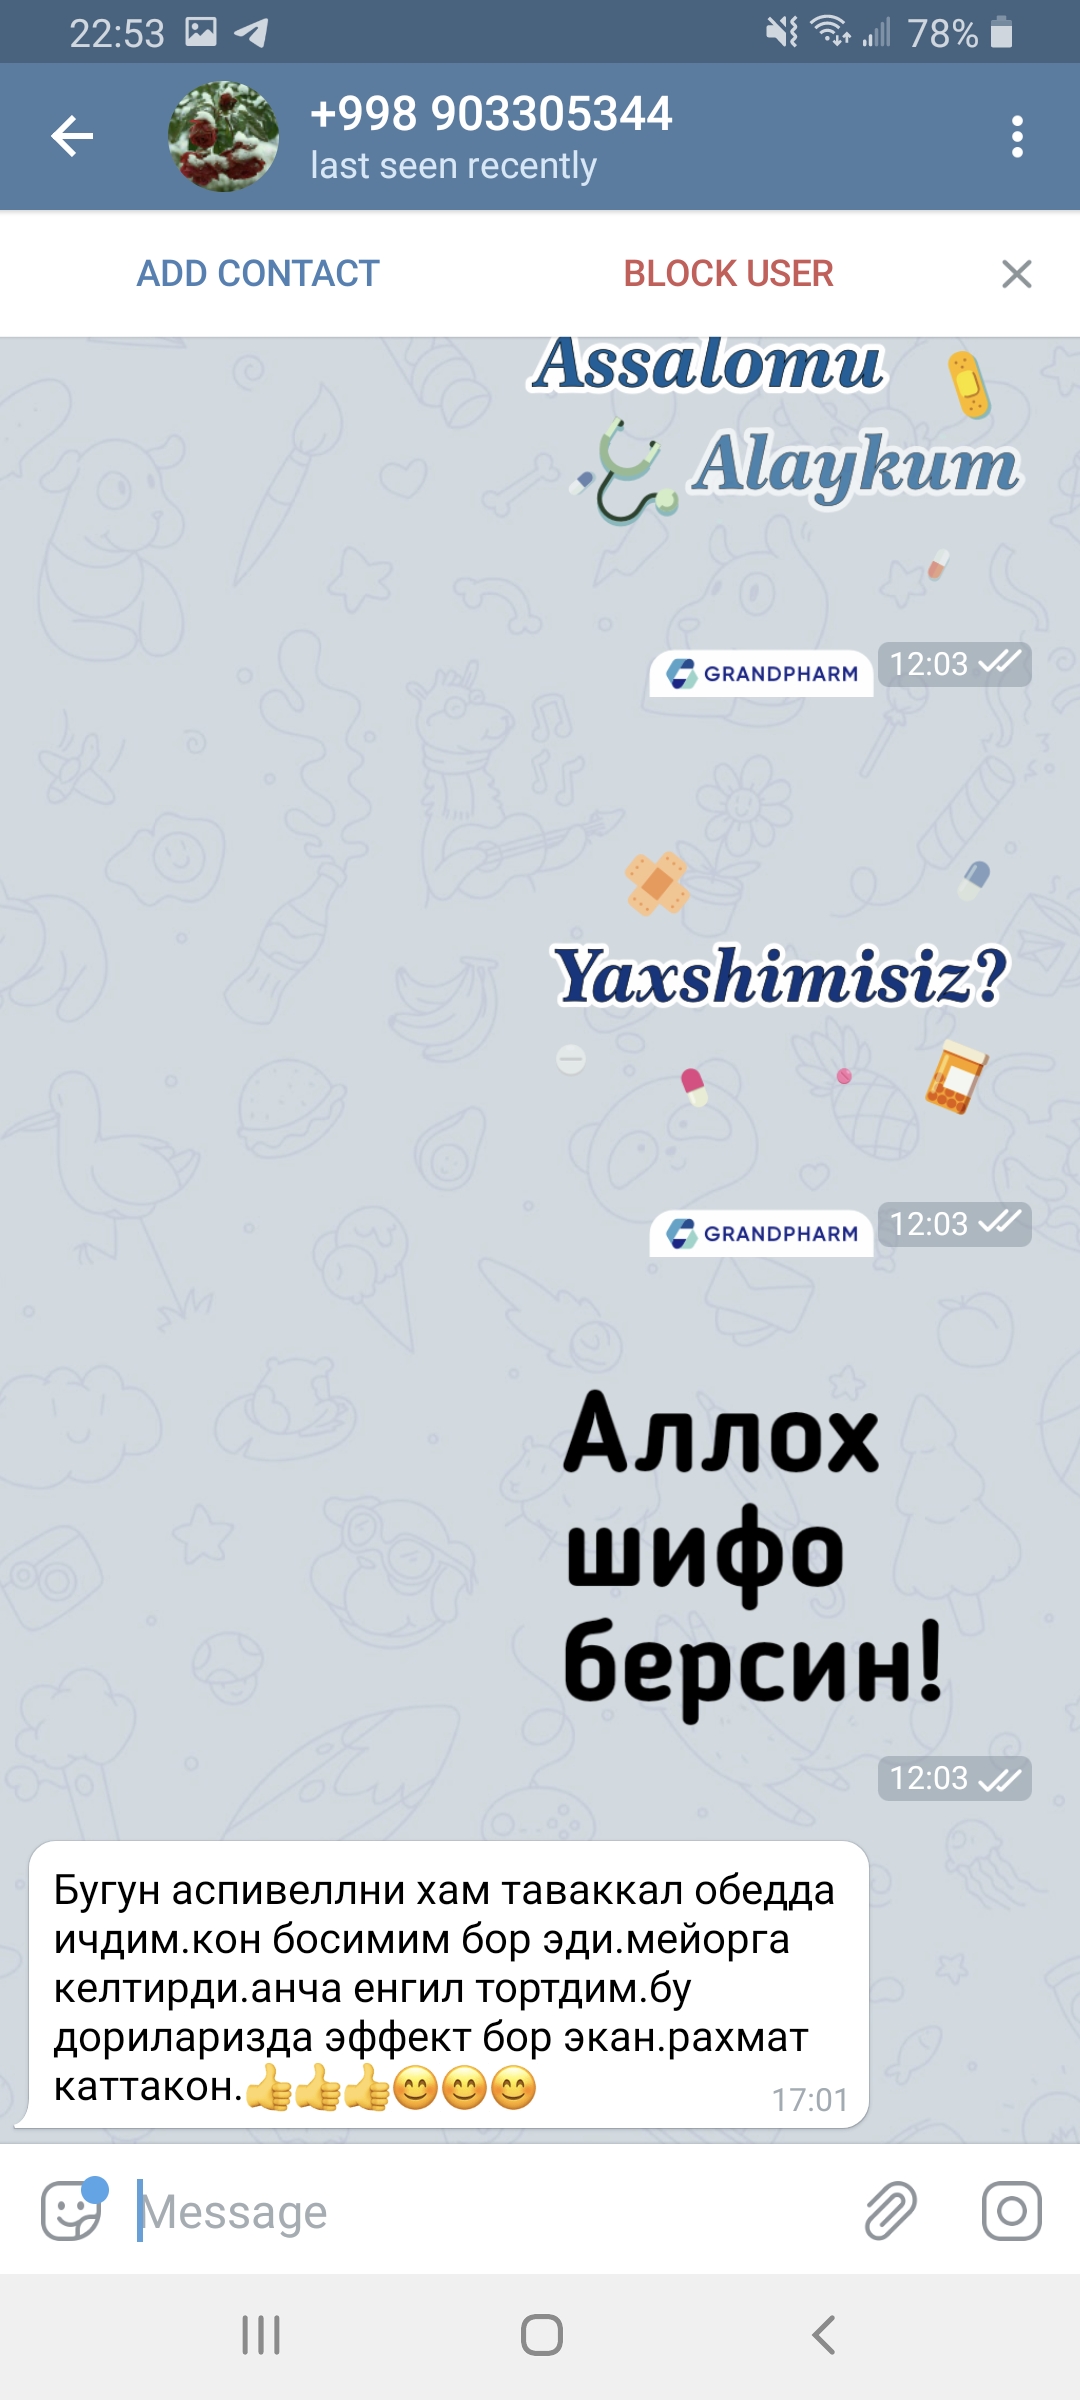 22:53
78%
+998 903305344
last seen recently
ADD CONTACT
BLOCK USER
Assalomu
Alaykum
GRANDPHARM
12:03
Yaxshimisiz?
GRANDPHARM
12:03
Аллох
шифо
берсин!
12:03
Бугун аспивеллни хам таваккал обедда
ичдим.кон босимим бор эди.мейорга
келтирди.анча енгил тортдим.бу
дориларизда эффект бор экан.рахмат
каттакон.👍👍👍😊😊😊
17:01
Message